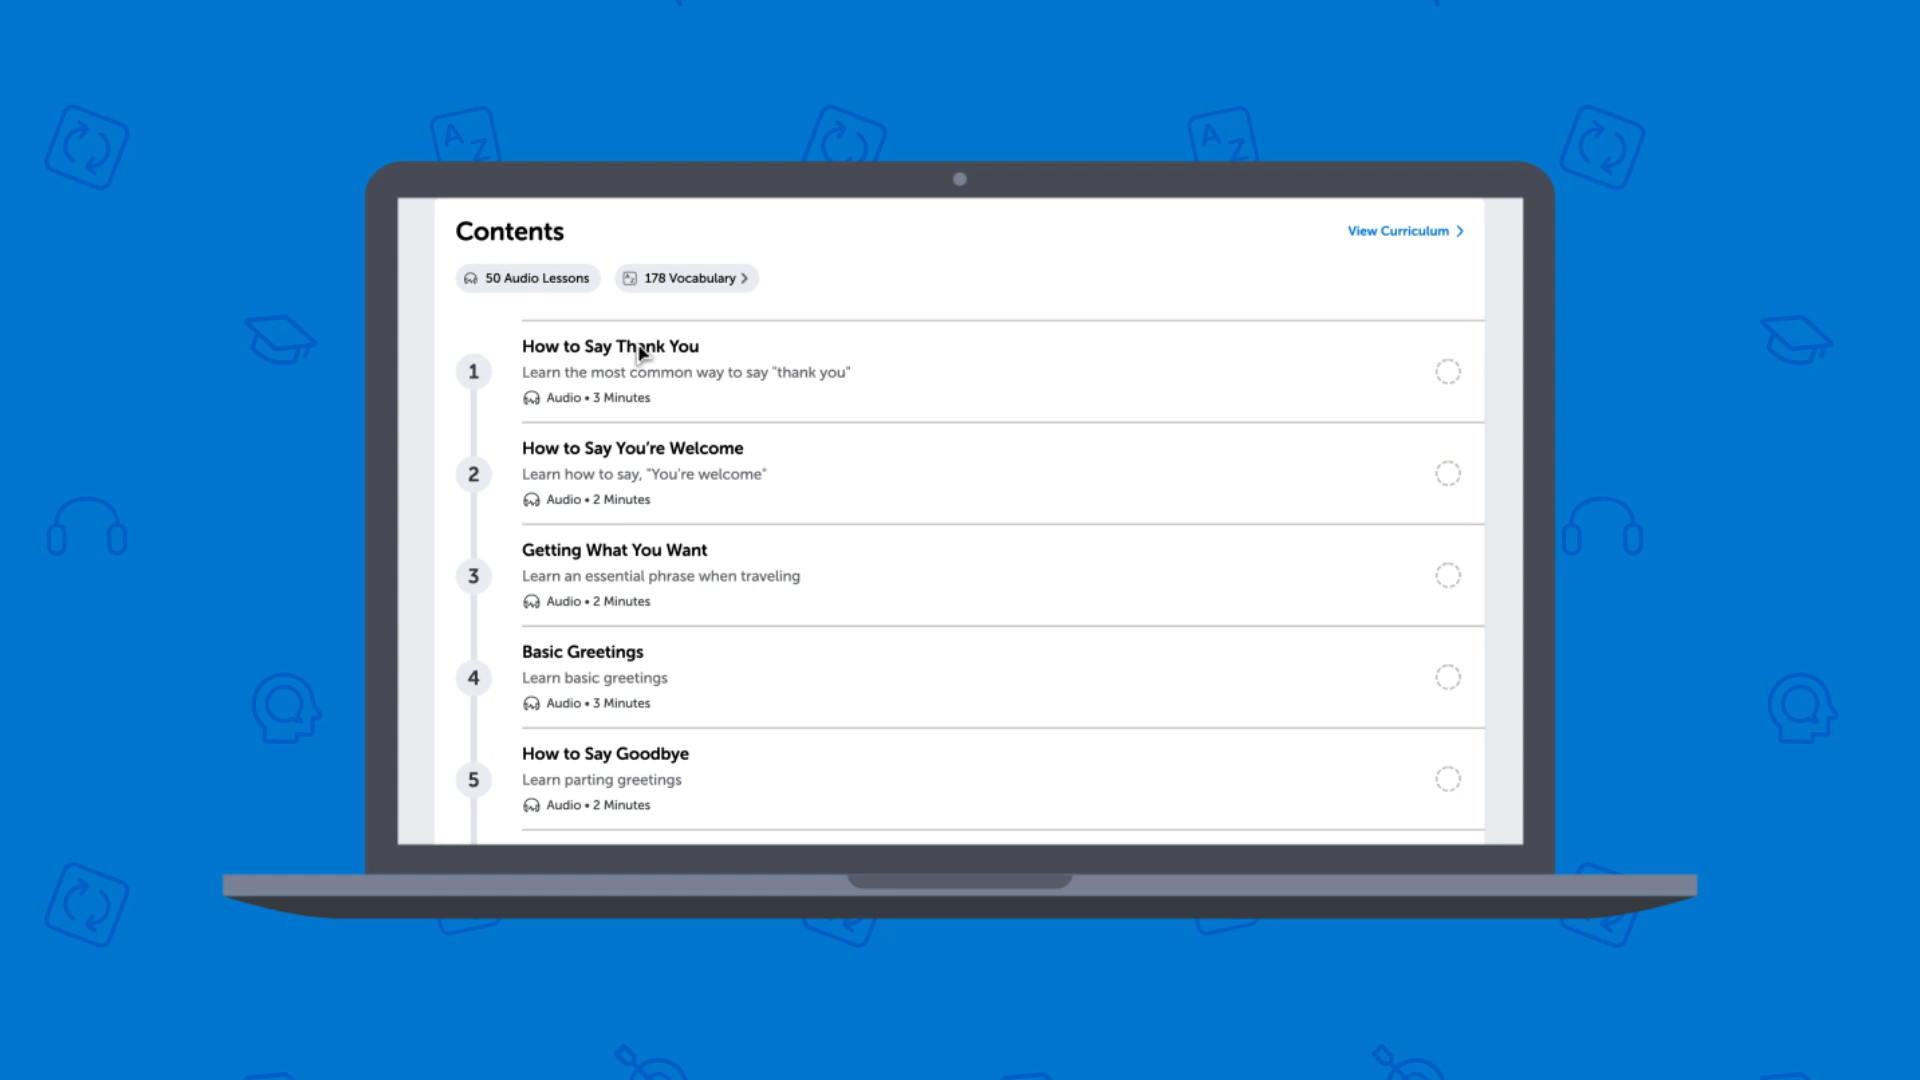 Contents
View Curriculum
50 Audio Lessons
178 Vocabulary
1
How to Say Thank You
Learn the most common way to say "thank you"
Audio • 3 Minutes
2
How to Say You're Welcome
Learn how to say, "You're welcome"
Audio • 2 Minutes
3
Getting What You Want
Learn an essential phrase when traveling
Audio • 2 Minutes
4
Basic Greetings
Learn basic greetings
Audio • 3 Minutes
5
How to Say Goodbye
Learn parting greetings
Audio • 2 Minutes
A Z
A Z